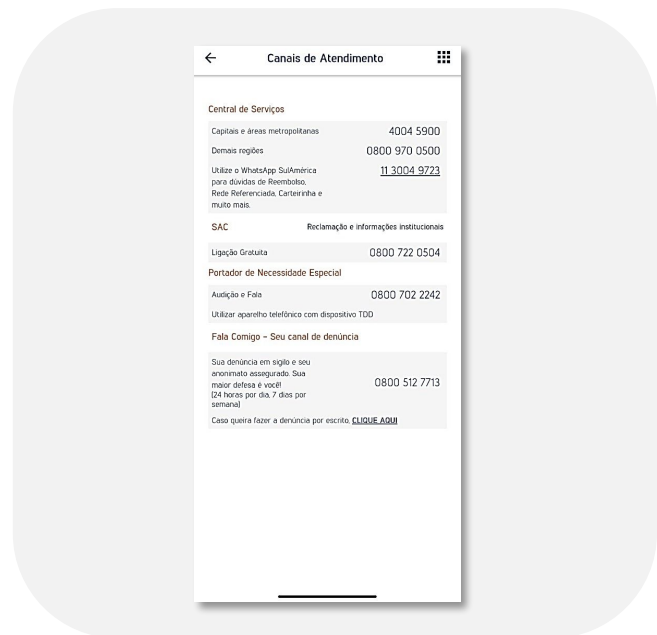 Canais de Atendimento
Central de Serviços
Capitais e áreas metropolitanas 4004 5900
Demais regiões 0800 970 0500
Utilize o WhatsApp SulAmérica 11 3004 9723
para dúvidas de Reembolso,
Rede Referenciada, Carteirinha e
muito mais.
SAC Reclamação e informações institucionais
Ligação Gratuita 0800 722 0504
Portador de Necessidade Especial
Audição e Fala 0800 702 2242
Utilizar aparelho telefônico com dispositivo TDD
Fala Comigo - Seu canal de denúncia
Sua denúncia em sigilo e seu
anonimato assegurado. Sua
maior defesa é você! 0800 512 7713
(24 horas por dia, 7 dias por
semana)
Caso queira fazer a denúncia por escrito, CLIQUE AQUI